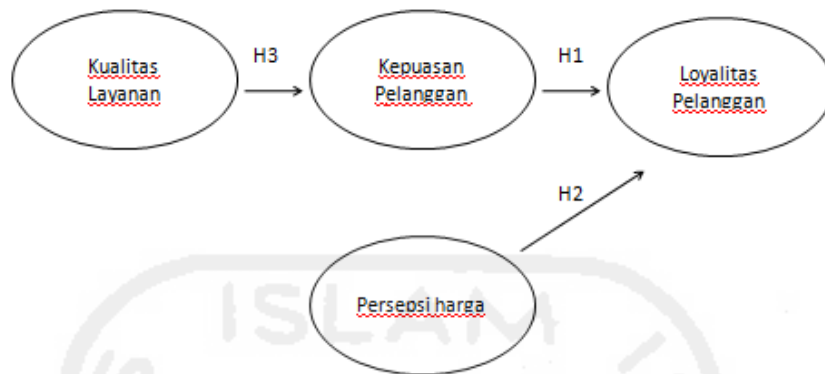 Kualitas
Layanan
H3
Kepuasan
Pelanggan
H1
Loyalitas
Pelanggan
H2
Persepsi harga
ISLAM